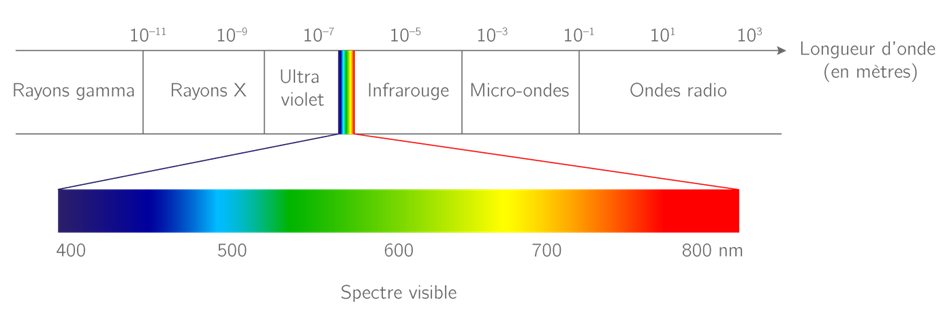 10⁻¹¹ 10⁻⁹ 10⁻⁷ 10⁻⁵ 10⁻³ 10⁻¹ 10¹ 10³
Longueur d'onde
(en mètres)
Rayons gamma
Rayons X
Ultra
violet
Infrarouge
Micro-ondes
Ondes radio
400 500 600 700 800 nm
Spectre visible